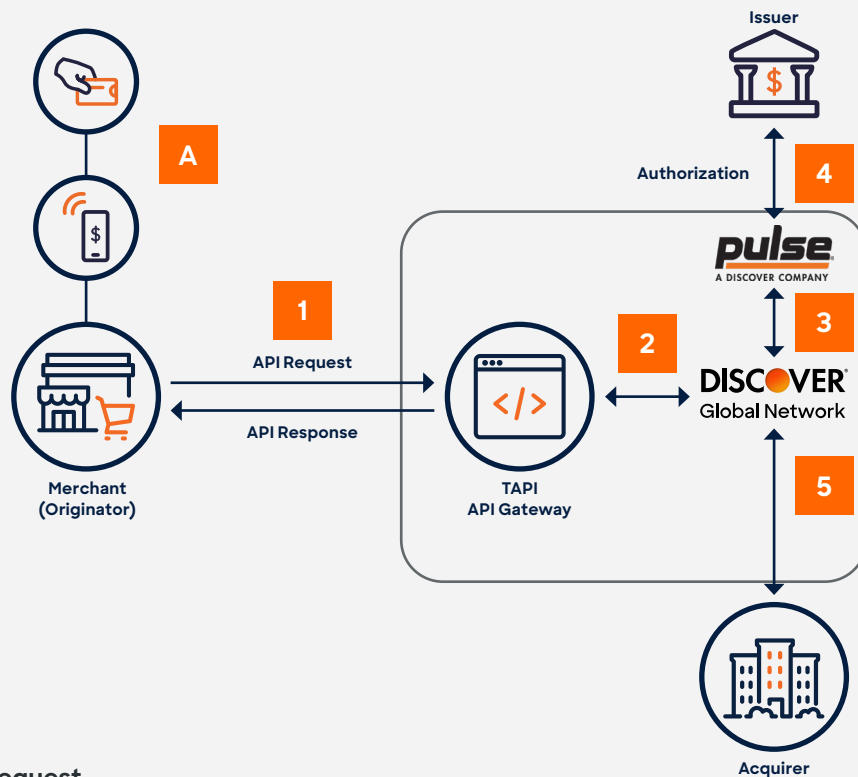 Issuer
$
A
Authorization
4
$
pulse
A DISCOVER COMPANY
1
2
3
API Request
DISCOVER®
Global Network
</>
API Response
5
Merchant
(Originator)
TAPI
API Gateway
Acquirer